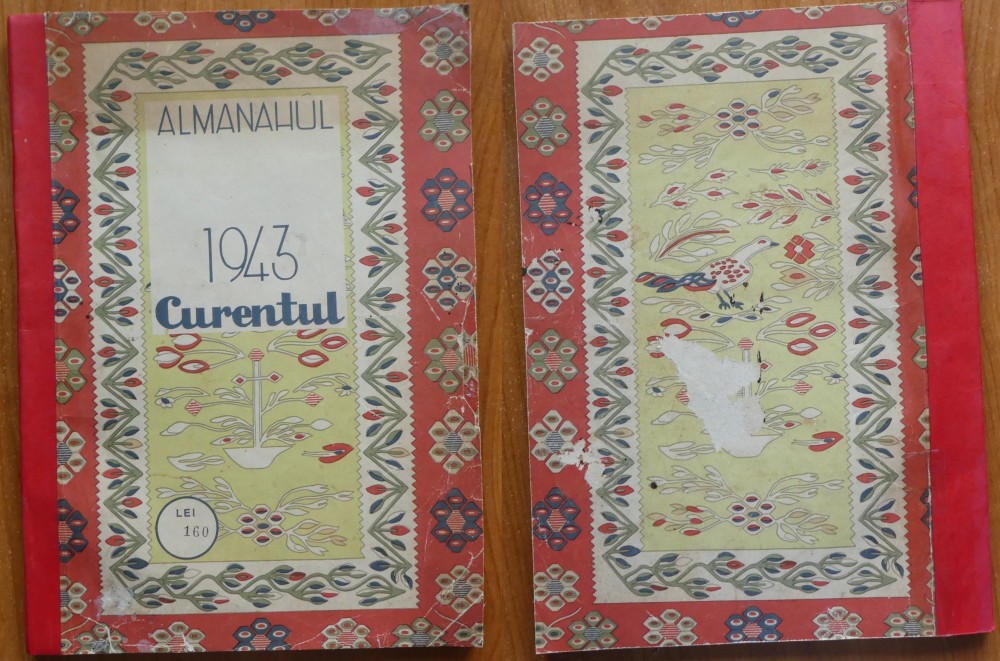 ALMANAHUL
1943
Curentul
LEI
160